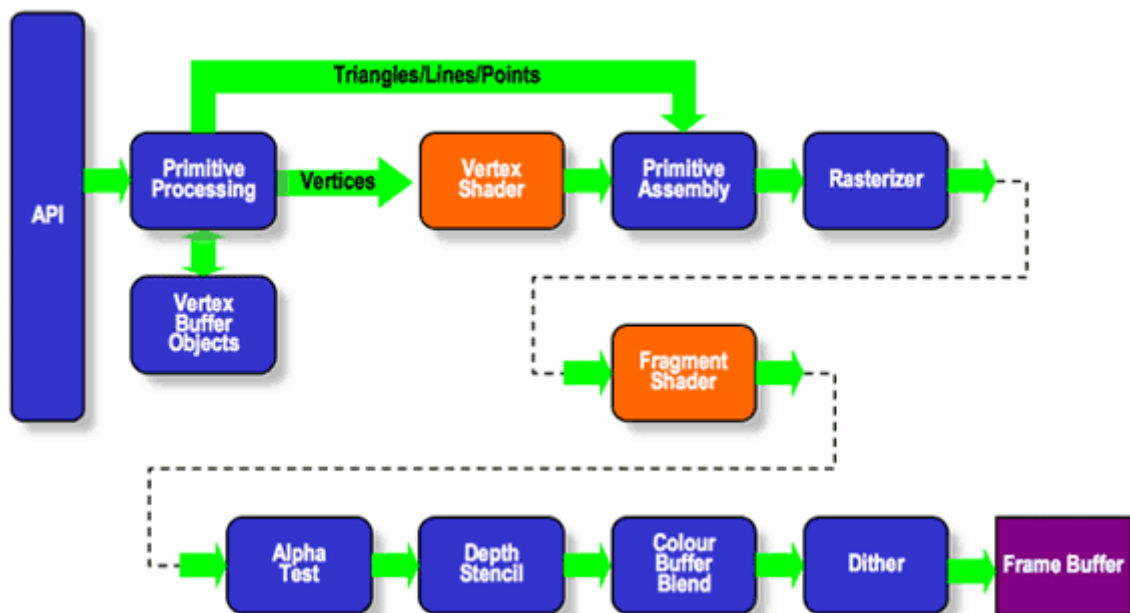 Triangles/Lines/Points
API
Primitive
Processing
Vertices
Vertex
Shader
Primitive
Assembly
Rasterizer
Vertex
Buffer
Objects
Fragment
Shader
Alpha
Test
Depth
Stencil
Colour
Buffer
Blend
Dither
Frame Buffer